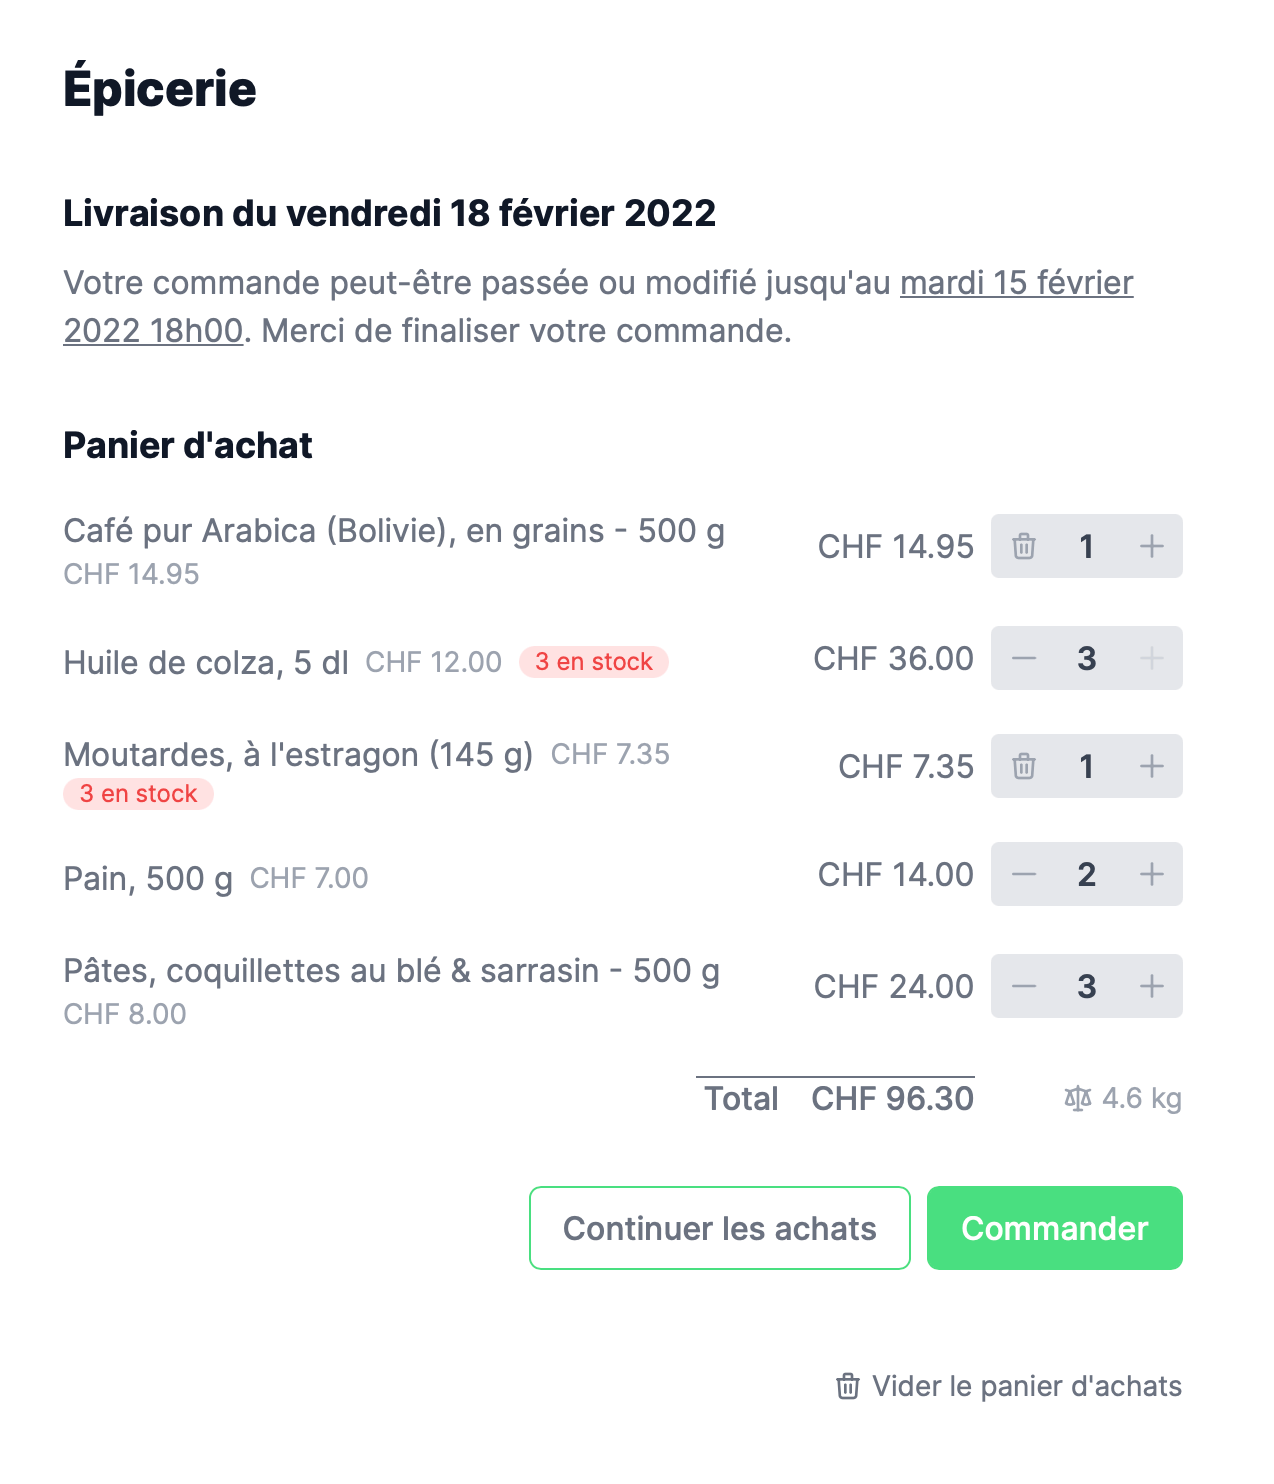 Épicerie
Livraison du vendredi 18 février 2022
Votre commande peut-être passée ou modifié jusqu'au mardi 15 février
2022 18h00. Merci de finaliser votre commande.
Panier d'achat
Café pur Arabica (Bolivie), en grains - 500 g
CHF 14.95
CHF 14.95 1 +
Huile de colza, 5 dl CHF 12.00 3 en stock CHF 36.00 − 3 +
Moutardes, à l'estragon (145 g) CHF 7.35
3 en stock
CHF 7.35 1 +
Pain, 500 g CHF 7.00 CHF 14.00 − 2 +
Pâtes, coquillettes au blé & sarrasin - 500 g
CHF 8.00
CHF 24.00 − 3 +
Total CHF 96.30 4.6 kg
Continuer les achats Commander
Vider le panier d'achats